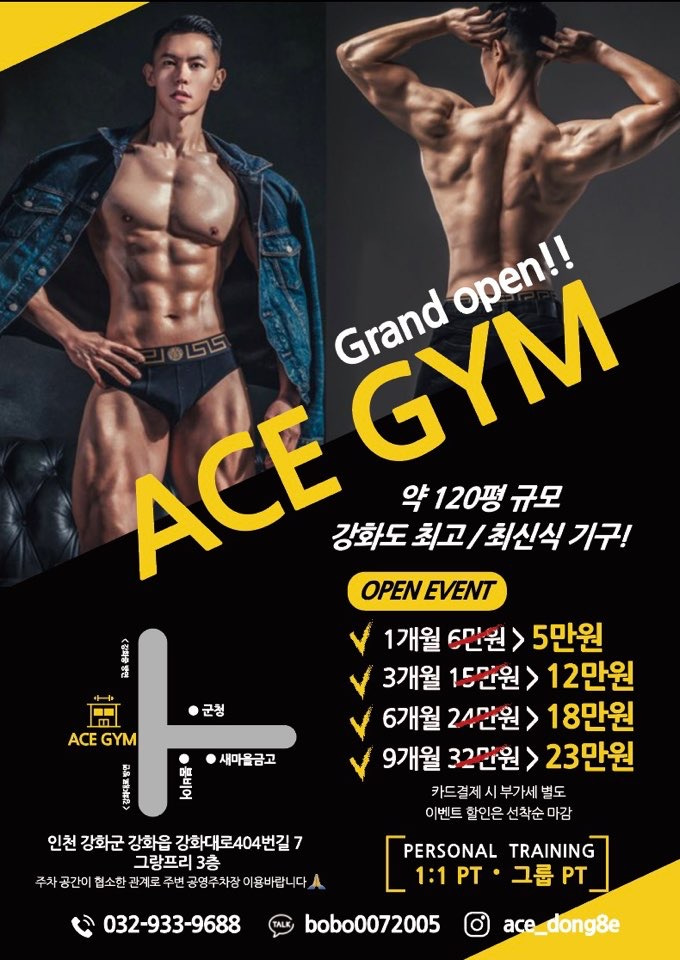 Grand open!!
ACE GYM
약 120평 규모
강화도 최고 / 최신식 기구!
OPEN EVENT
1개월 6만원 > 5만원
3개월 15만원 > 12만원
6개월 24만원 > 18만원
9개월 32만원 > 23만원
카드결제 시 부가세 별도
이벤트 할인은 선착순 마감
PERSONAL TRAINING
1:1 PT • 그룹 PT
군청
ACE GYM
새마을금고
봄비어
인천 강화군 강화읍 강화대로404번길 7
그랑프리 3층
주차 공간이 협소한 관계로 주변 공영주차장 이용바랍니다🙏
032-933-9688
TALK bobo0072005
ace_dong8e